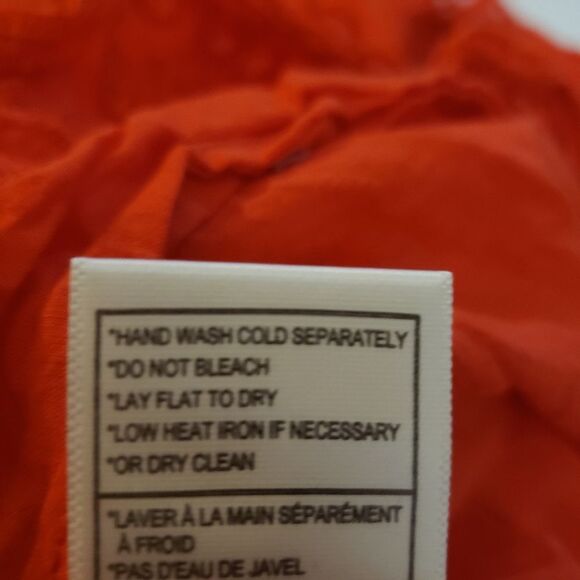 *HAND WASH COLD SEPARATELY
*DO NOT BLEACH
*LAY FLAT TO DRY
*LOW HEAT IRON IF NECESSARY
*OR DRY CLEAN
*LAVER À LA MAIN SÉPARÉMENT
À FROID
*PAS D'EAU DE JAVEL